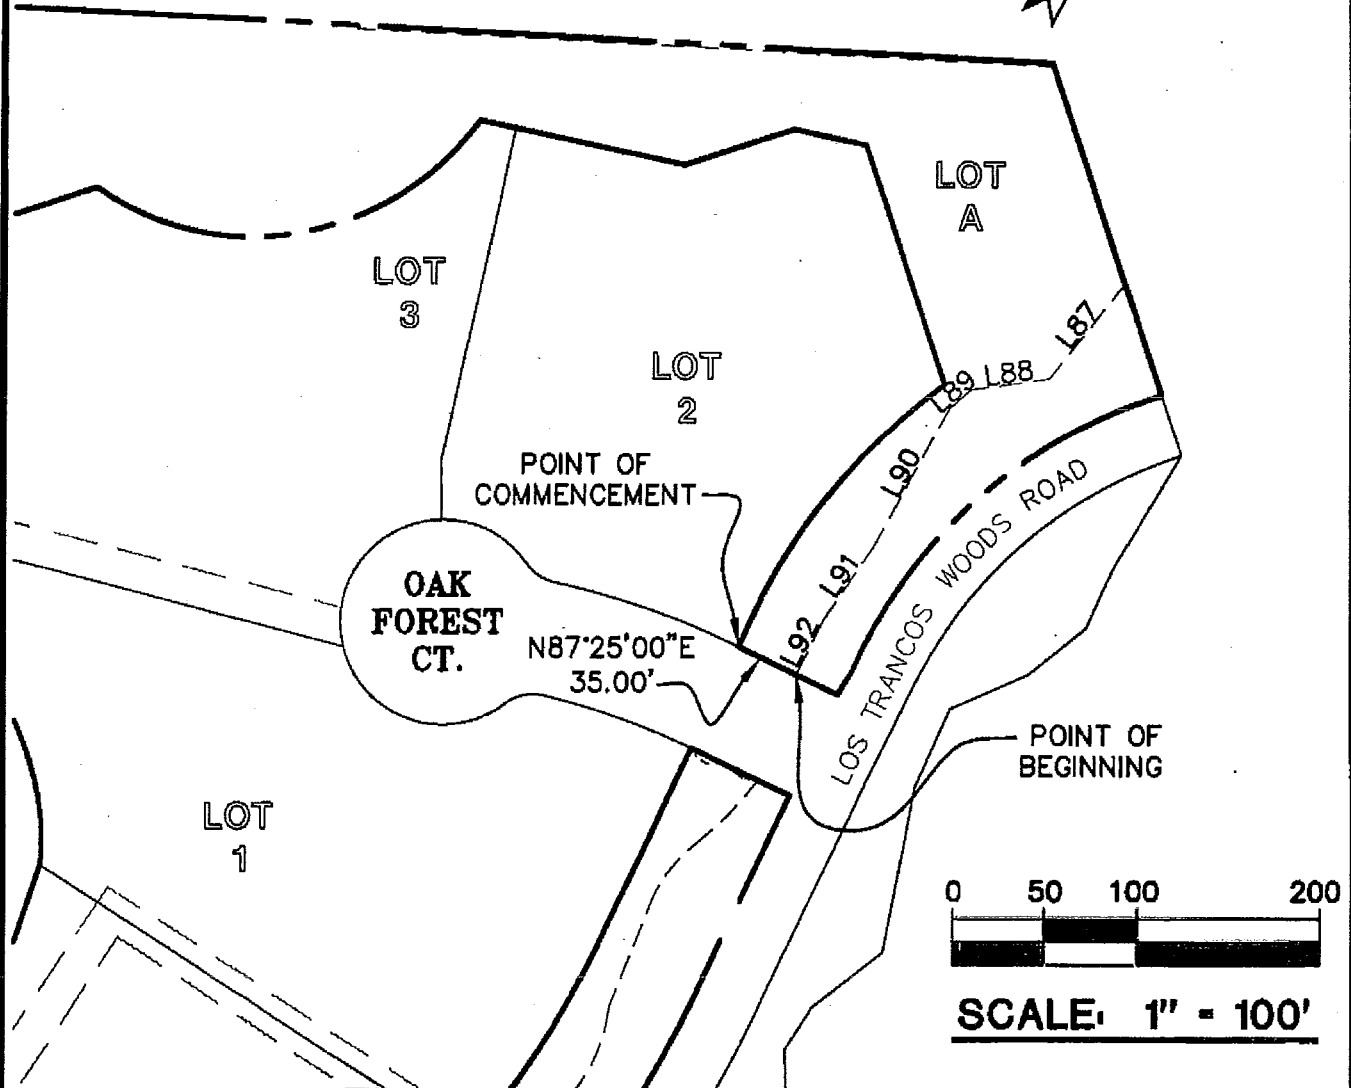 LOT
A
LOT
3
LOT
2
L87
L88
L89
L90
L91
L92
POINT OF
COMMENCEMENT
OAK
FOREST
CT.
N87°25'00"E
35.00'
LOS TRANCOS WOODS ROAD
POINT OF
BEGINNING
LOT
1
0 50 100 200
SCALE: 1" = 100'